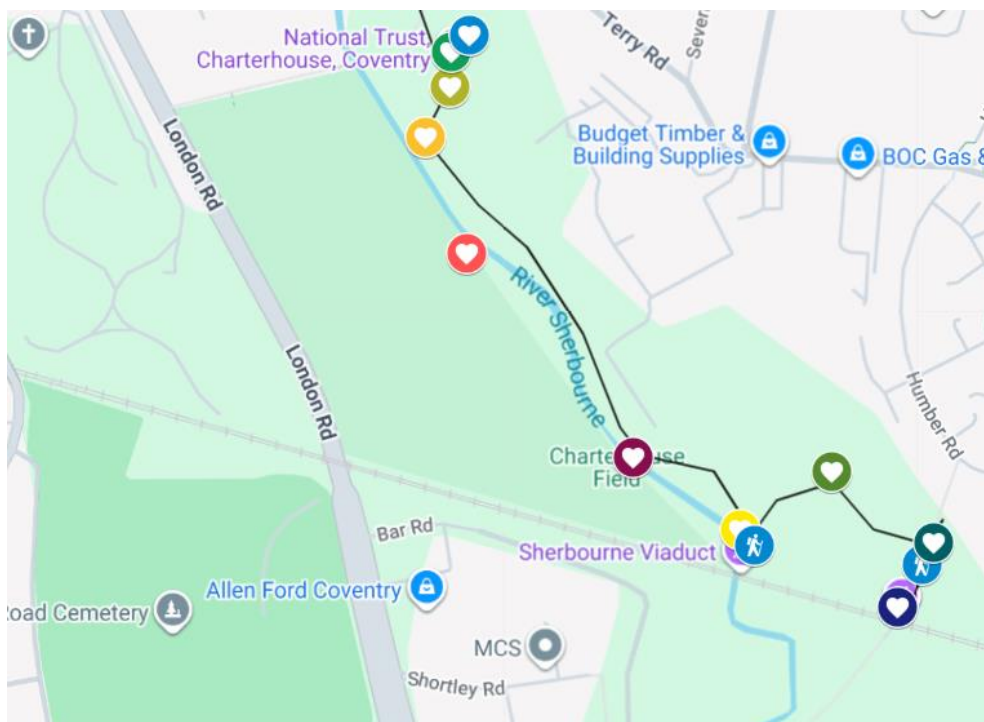 National Trust,
Charterhouse, Coventry
Terry Rd
Budget Timber &
Building Supplies
BOC Gas &
London Rd
River Sherbourne
London Rd
Humber Rd
Field
Bar Rd
Sherbourne Viaduct
Allen Ford Coventry
Road Cemetery
MCS
Shortley Rd